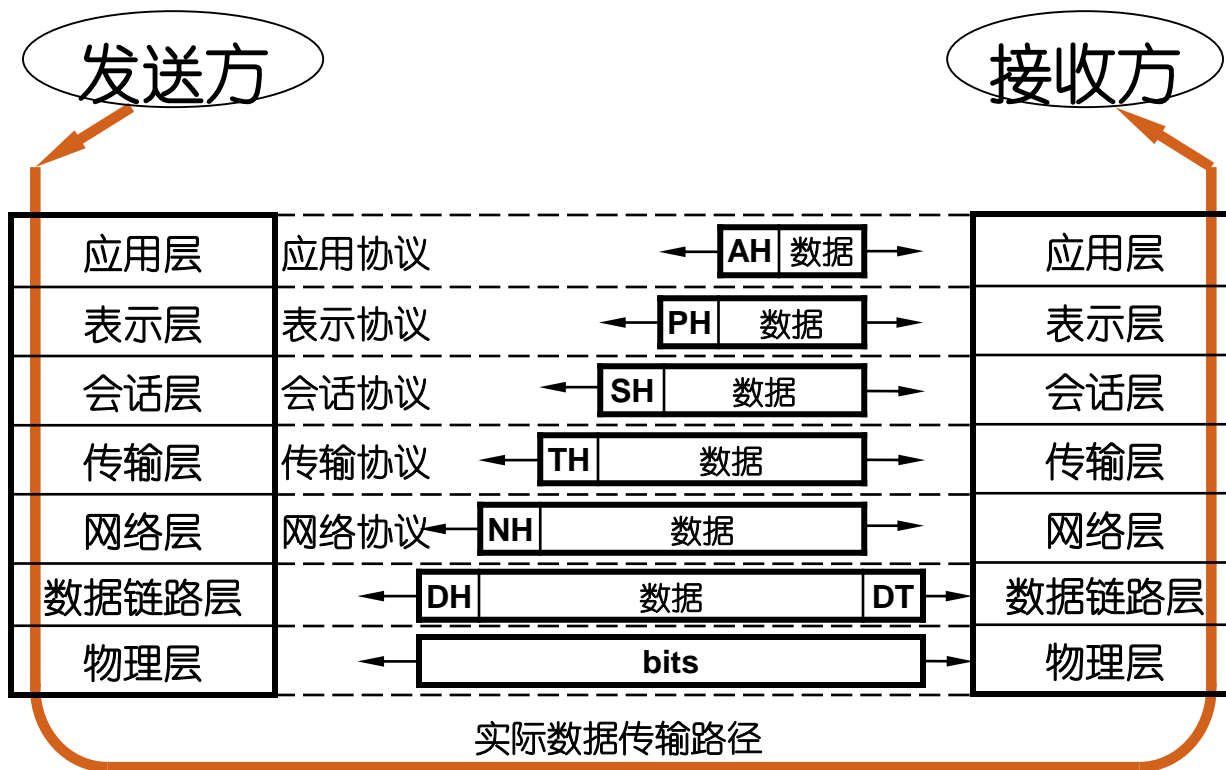 发送方 接收方
应用层 应用协议 AH 数据 应用层
表示层 表示协议 PH 数据 表示层
会话层 会话协议 SH 数据 会话层
传输层 传输协议 TH 数据 传输层
网络层 网络协议 NH 数据 网络层
数据链路层 DH 数据 DT 数据链路层
物理层 bits 物理层
实际数据传输路径